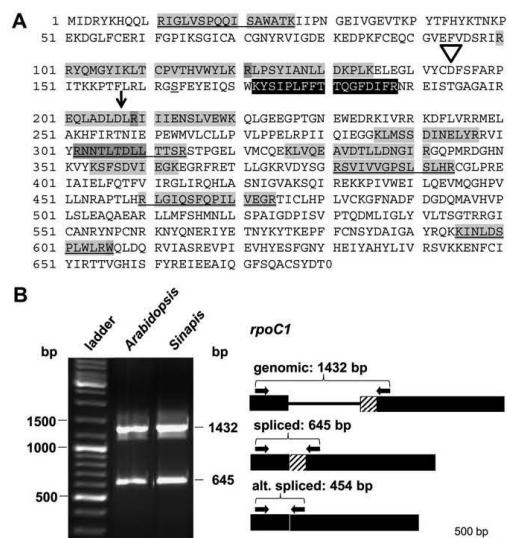 A
1 MIDRYKHQQL RIGLVSPQQI SAWATKIIPN GEIVGEVTKP YTFHYKTNKP
51 EKDGLFCERI FGPIKSGICA CGNYRVIGDE KEDPKFCEQC GVEFVDSRIR
101 RYQMGYIKLT CPVTHVWYLK RLPSYIANLL DKPLKELEGL VYCDFSFARP
151 ITKKPTFLRL RGSFEYEIQS WKYSIPLFFT TQGFDIFRNR EISTGAGAIR
201 EQLADLDLRI IIENSLVEWK QLGEEGPTGN EWEDRKIVRR KDFLVRRMEL
AKHFIRTNIE PEWMVLCLLP VLPPELRPII QIEGGKLMSS DINELYRRVI
301 YRNNTLTDLL TTSRSTPGEL VMCQEKLVQE AVDTLLDNGI RGQPMRDGHN
KVYKSFSDVI EGKEGRFRET LLGKRVDYSG RSVIVVGPSL SLHRCGLPRE
401 IAIELFQTFV IRGLIRQHLA SNIGVAKSQI REKKPIVWEI LQEVMQGHPV
451 LLNRAPTLHR LGIQSFQPIL VEGRTICLHP LVCKGFNADF DGDQMAVHVP
501 LSLEAQAEAR LLMFSHMNLL SPAIGDPISV PTQDMLIGLY VLTSGTRRGI
551 CANRYNPCNR KNYQNERIYE TNYKYTKEPF FCNSYDAIGA YRQKKINLDS
601 PLWLRWQLDQ RVIASREVPI EVHYESFGNY HEIYAHYLIV RSVKKENFCI
651 YIRTTVGHIS FYREIEEAIQ GFSQACSYDT0
B
ladder Arabidopsis Sinapis
bp bp rpoC1
genomic: 1432 bp
1500 1432
1000 spliced: 645 bp
645
500 alt. spliced: 454 bp
500 bp